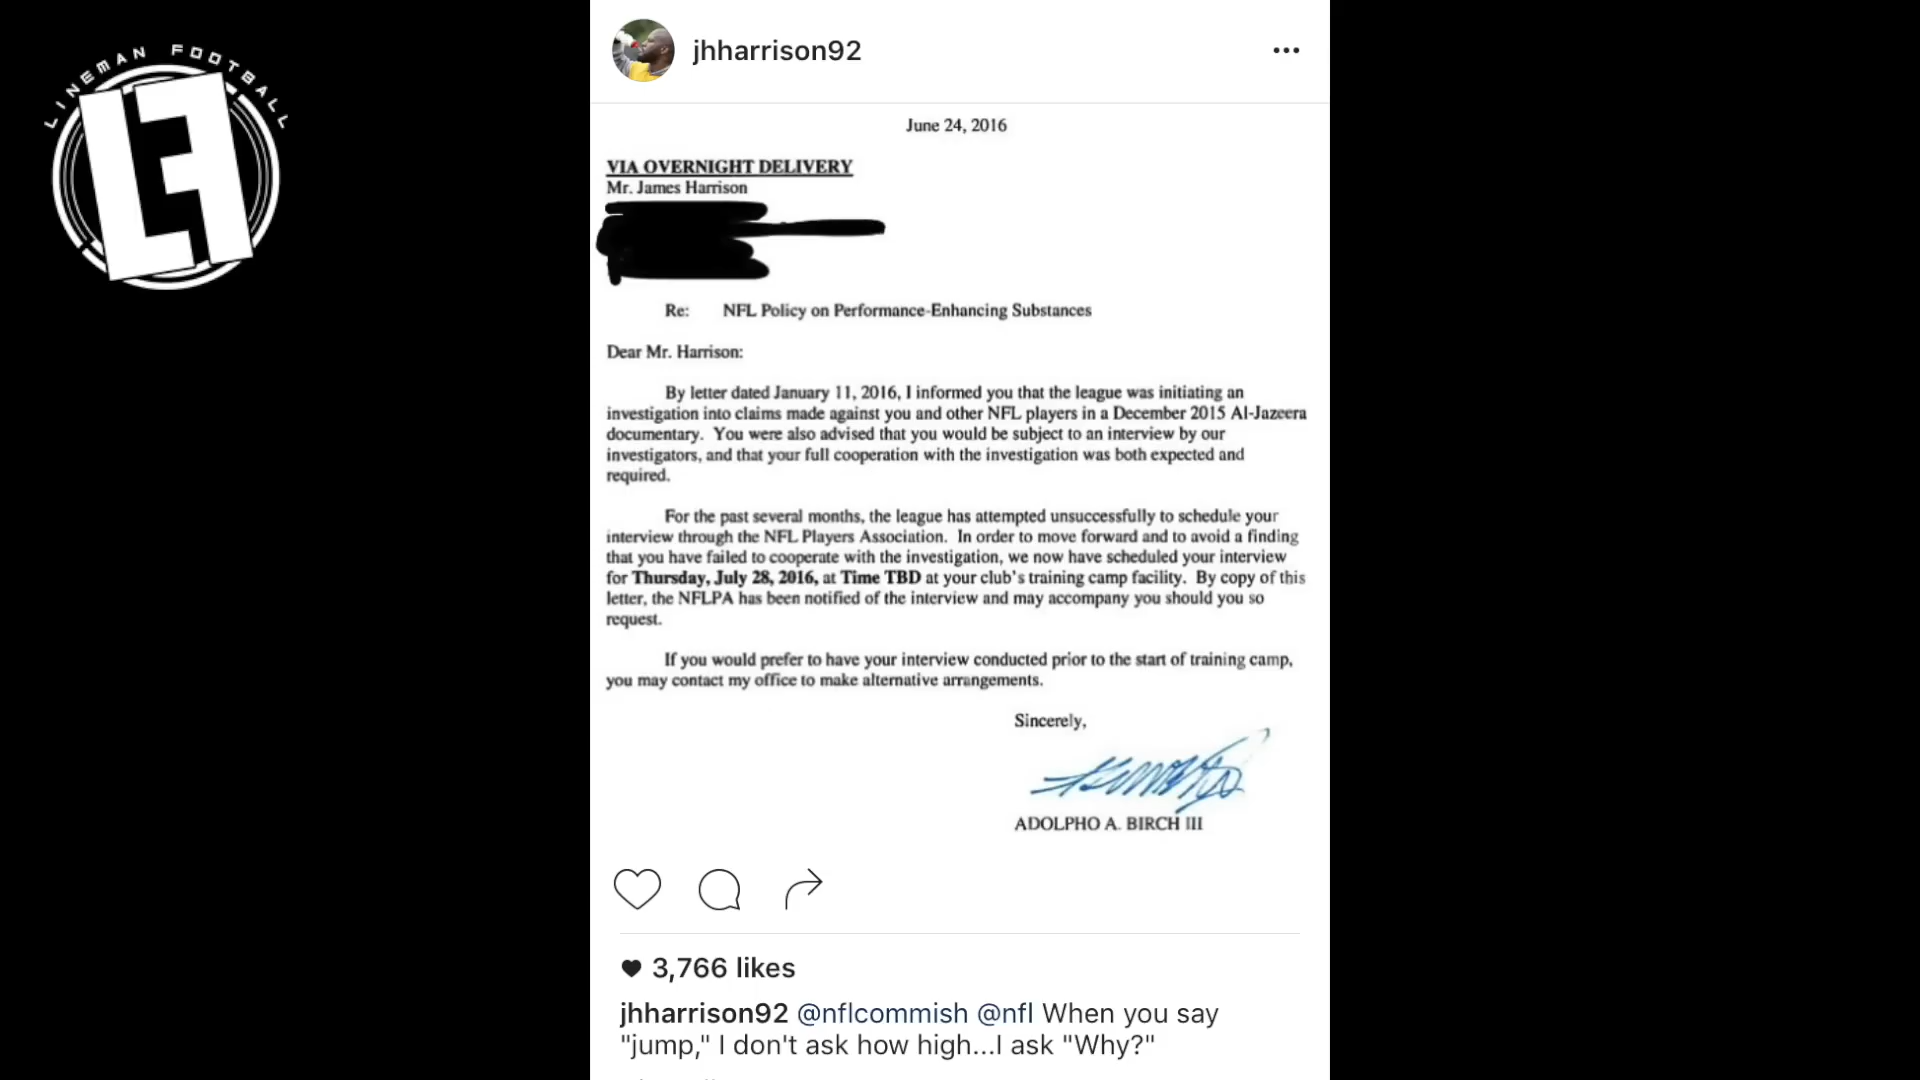 LINEMAN FOOTBALL
LF
jhharrison92
June 24, 2016
VIA OVERNIGHT DELIVERY
Mr. James Harrison
Re: NFL Policy on Performance-Enhancing Substances
Dear Mr. Harrison:
By letter dated January 11, 2016, I informed you that the league was initiating an
investigation into claims made against you and other NFL players in a December 2015 Al-Jazeera
documentary. You were also advised that you would be subject to an interview by our
investigators, and that your full cooperation with the investigation was both expected and
required.
For the past several months, the league has attempted unsuccessfully to schedule your
interview through the NFL Players Association. In order to move forward and to avoid a finding
that you have failed to cooperate with the investigation, we now have scheduled your interview
for Thursday, July 28, 2016, at Time TBD at your club's training camp facility. By copy of this
letter, the NFLPA has been notified of the interview and may accompany you should you so
request.
If you would prefer to have your interview conducted prior to the start of training camp,
you may contact my office to make alternative arrangements.
Sincerely,
ADOLPHO A. BIRCH III
3,766 likes
jhharrison92 @nflcommish @nfl When you say
"jump," I don't ask how high...I ask "Why?"